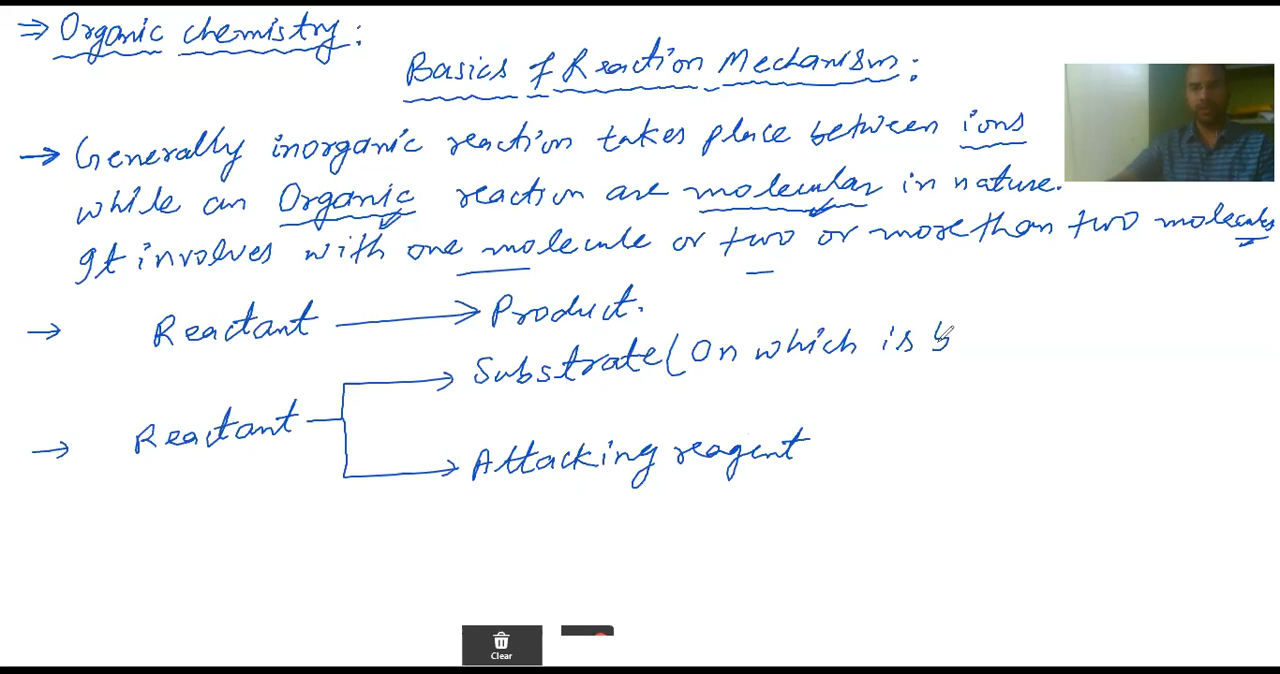 ⇒ Organic chemistry:
Basics of Reaction Mechanism:
→ Generally inorganic reaction takes place between ions
while an Organic reaction are molecular in nature.
It involves with one molecule or two or more than two molecules
→ Reactant → Product.
Substrate (On which is
→ Reactant
Attacking reagent
Clear